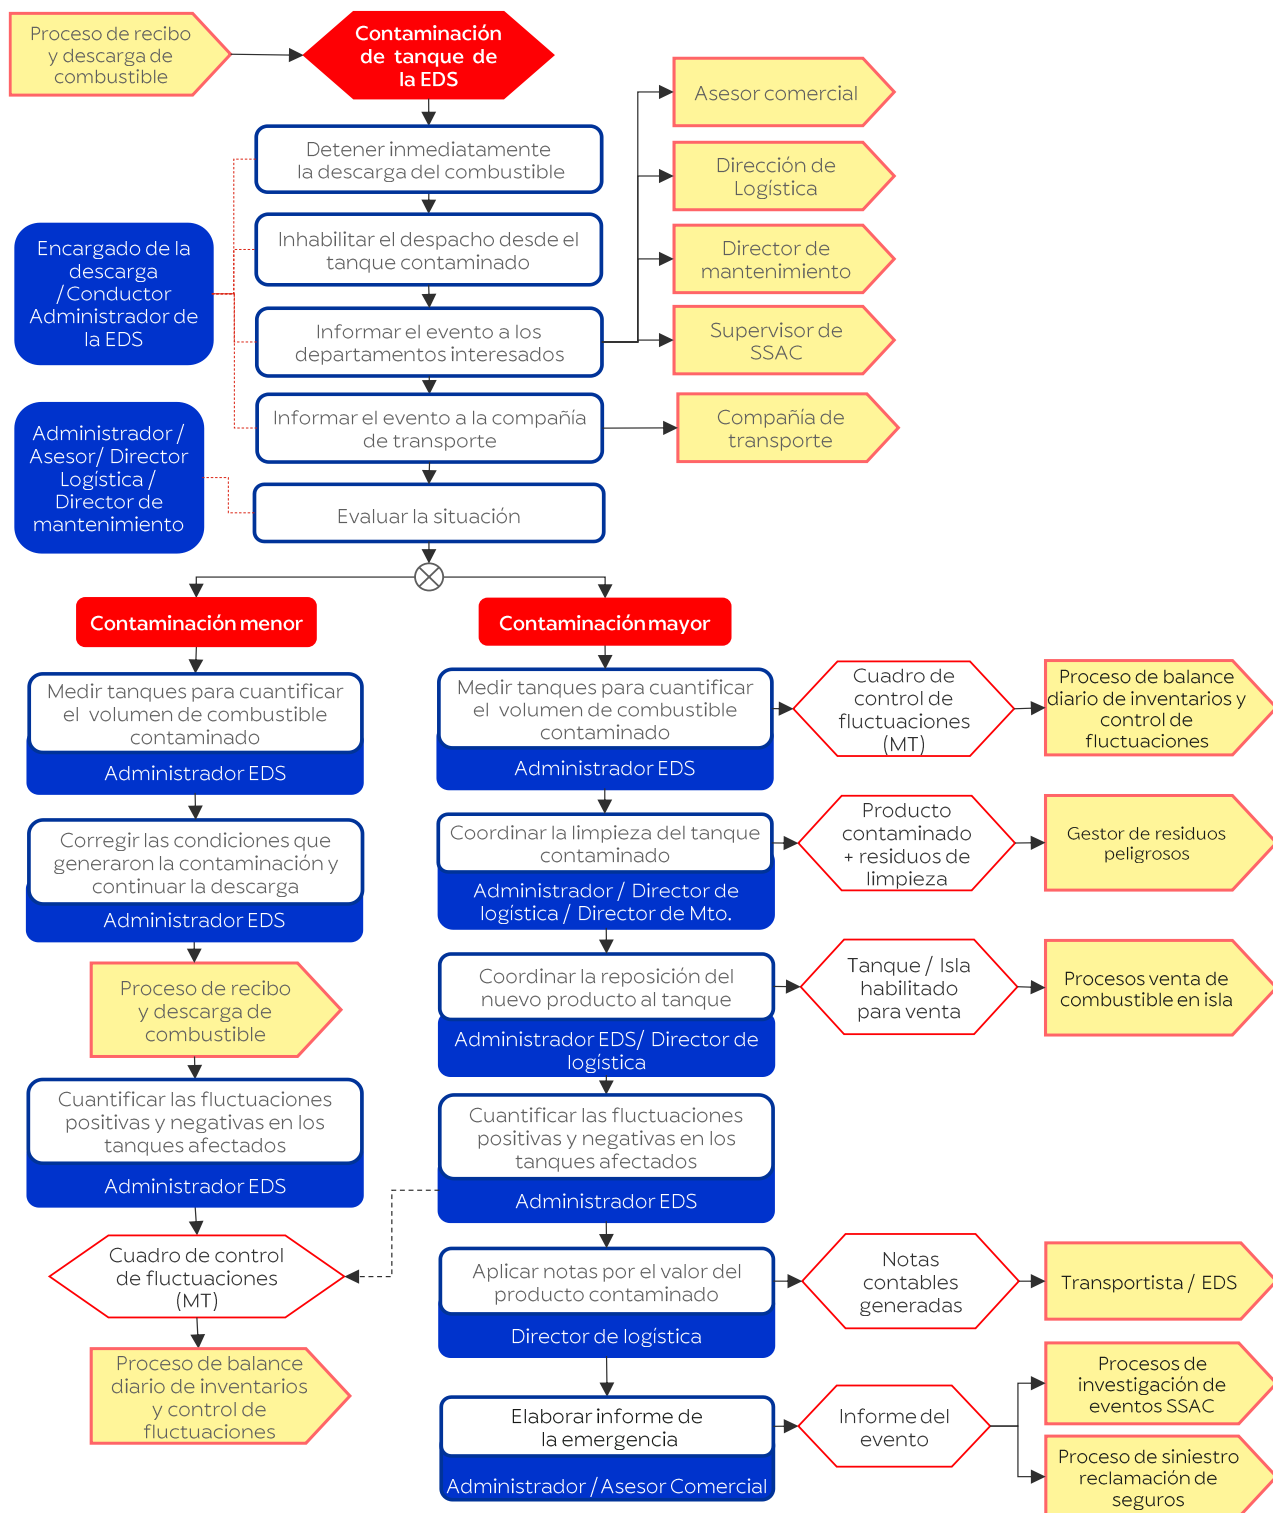 Proceso de recibo
y descarga de
combustible
Contaminación
de tanque de
la EDS
Asesor comercial
Detener inmediatamente
la descarga del combustible
Dirección de
Logística
Inhabilitar el despacho desde el
tanque contaminado
Director de
mantenimiento
Encargado de la
descarga
/Conductor
Administrador de
la EDS
Informar el evento a los
departamentos interesados
Supervisor de
SSAC
Informar el evento a la compañía
de transporte
Compañía de
transporte
Administrador /
Asesor/ Director
Logística /
Director de
mantenimiento
Evaluar la situación
Contaminación menor
Medir tanques para cuantificar
el volumen de combustible
contaminado
Administrador EDS
Corregir las condiciones que
generaron la contaminación y
continuar la descarga
Administrador EDS
Proceso de recibo
y descarga de
combustible
Cuantificar las fluctuaciones
positivas y negativas en los
tanques afectados
Administrador EDS
Cuadro de control
de fluctuaciones
(MT)
Proceso de balance
diario de inventarios
y control de
fluctuaciones
Contaminación mayor
Medir tanques para cuantificar
el volumen de combustible
contaminado
Administrador EDS
Cuadro de
control de
fluctuaciones
(MT)
Proceso de balance
diario de inventarios y
control de
fluctuaciones
Coordinar la limpieza del tanque
contaminado
Administrador / Director de
logística / Director de Mto.
Producto
contaminado
+ residuos de
limpieza
Gestor de residuos
peligrosos
Coordinar la reposición del
nuevo producto al tanque
Administrador EDS/ Director de
logística
Tanque / Isla
habilitado
para venta
Procesos venta de
combustible en isla
Cuantificar las fluctuaciones
positivas y negativas en los
tanques afectados
Administrador EDS
Aplicar notas por el valor del
producto contaminado
Director de logística
Notas
contables
generadas
Transportista / EDS
Elaborar informe de
la emergencia
Administrador /Asesor Comercial
Informe del
evento
Procesos de
investigación de
eventos SSAC
Proceso de siniestro
reclamación de
seguros